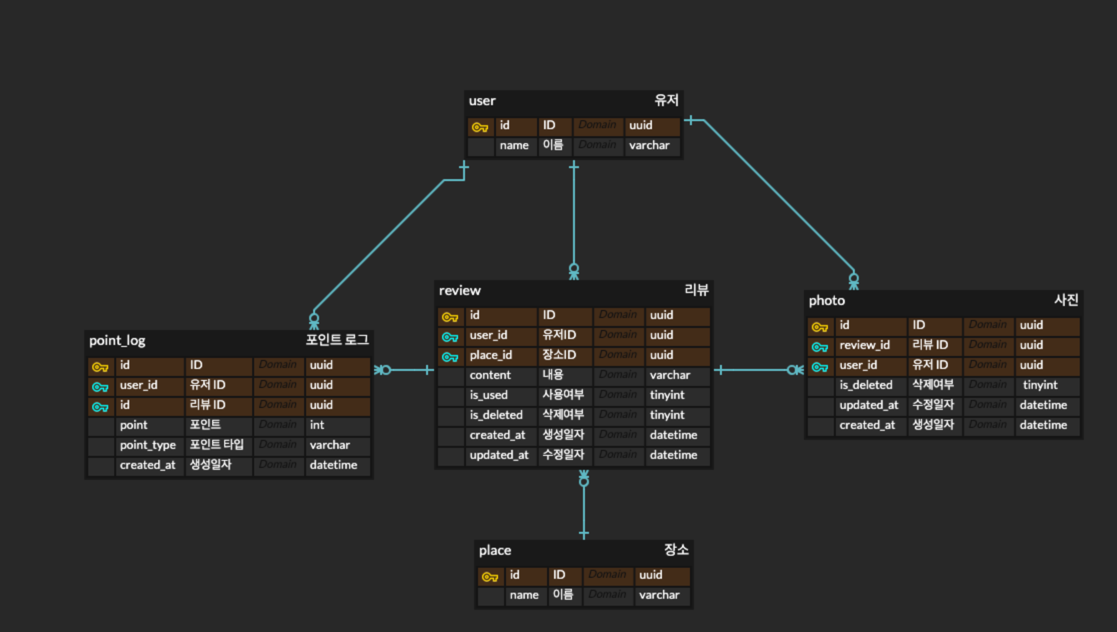 user 유저
id ID Domain uuid
name 이름 Domain varchar
review 리뷰
id ID Domain uuid
user_id 유저ID Domain uuid
place_id 장소ID Domain uuid
content 내용 Domain varchar
is_used 사용여부 Domain tinyint
is_deleted 삭제여부 Domain tinyint
created_at 생성일자 Domain datetime
updated_at 수정일자 Domain datetime
photo 사진
id ID Domain uuid
review_id 리뷰 ID Domain uuid
user_id 유저 ID Domain uuid
is_deleted 삭제여부 Domain tinyint
updated_at 수정일자 Domain datetime
created_at 생성일자 Domain datetime
point_log 포인트 로그
id ID Domain uuid
user_id 유저 ID Domain uuid
id 리뷰 ID Domain uuid
point 포인트 Domain int
point_type 포인트 타입 Domain varchar
created_at 생성일자 Domain datetime
place 장소
id ID Domain uuid
name 이름 Domain varchar